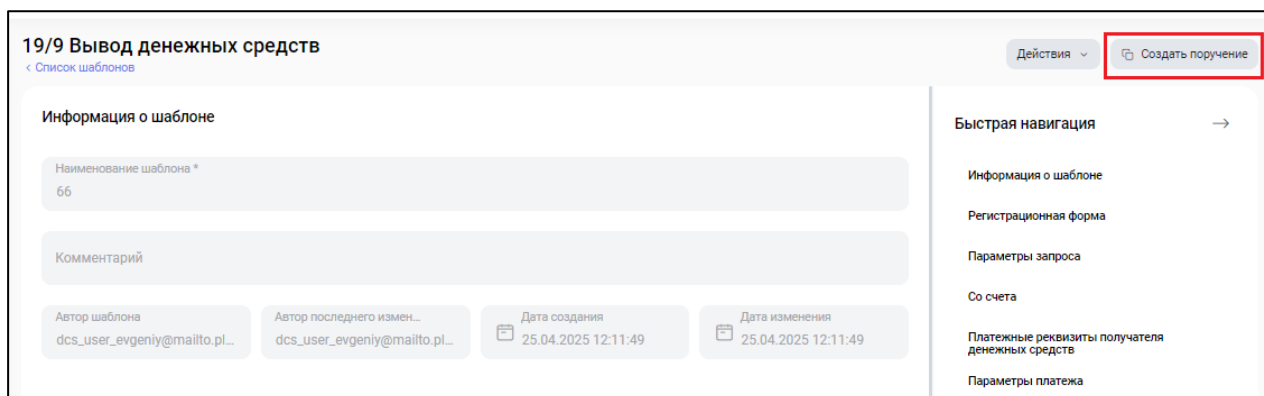 19/9 Вывод денежных средств
‹ Список шаблонов
Действия
Создать поручение
Информация о шаблоне
Наименование шаблона *
66
Комментарий
Автор шаблона
dcs_user_evgeniy@mailto.pl...
Автор последнего измен...
dcs_user_evgeniy@mailto.pl...
Дата создания
25.04.2025 12:11:49
Дата изменения
25.04.2025 12:11:49
Быстрая навигация
Информация о шаблоне
Регистрационная форма
Параметры запроса
Со счета
Платежные реквизиты получателя
денежных средств
Параметры платежа